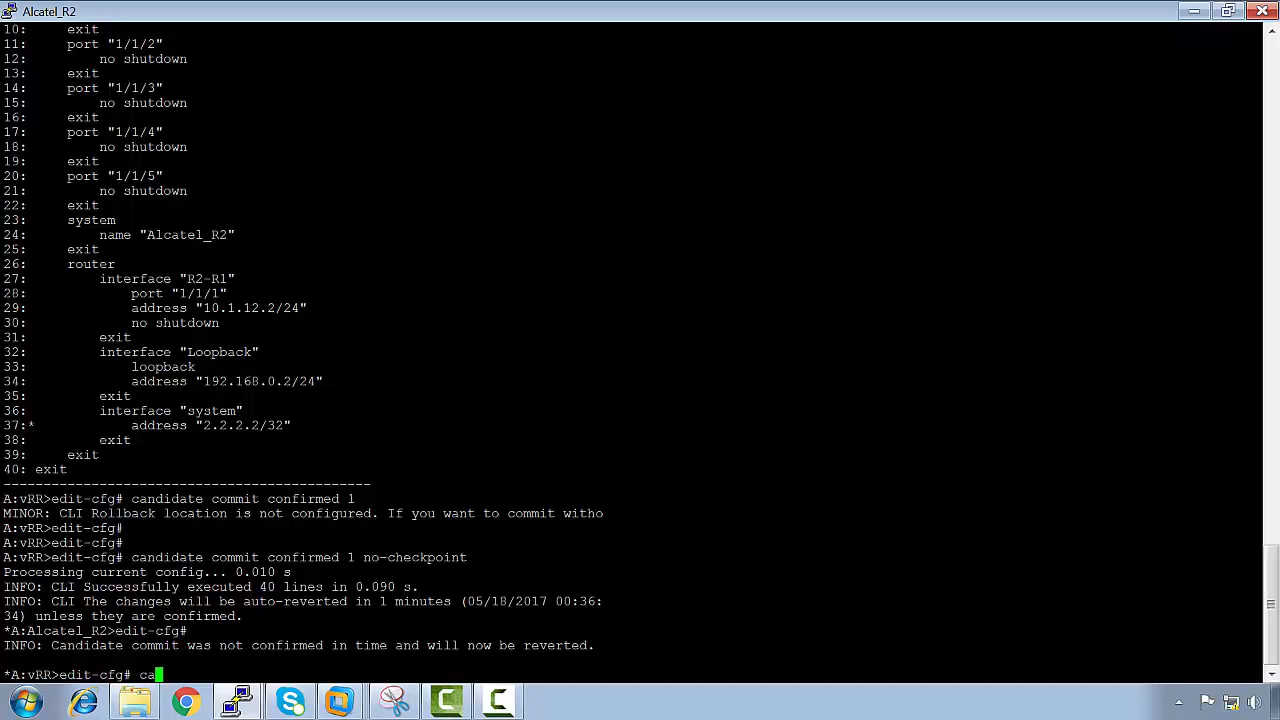 Alcatel_R2
10:     exit
11:     port "1/1/2"
12:         no shutdown
13:     exit
14:     port "1/1/3"
15:         no shutdown
16:     exit
17:     port "1/1/4"
18:         no shutdown
19:     exit
20:     port "1/1/5"
21:         no shutdown
22:     exit
23:     system
24:         name "Alcatel_R2"
25:     exit
26:     router
27:         interface "R2-R1"
28:             port "1/1/1"
29:             address "10.1.12.2/24"
30:             no shutdown
31:         exit
32:         interface "Loopback"
33:             loopback
34:             address "192.168.0.2/24"
35:         exit
36:         interface "system"
37:*            address "2.2.2.2/32"
38:         exit
39:     exit
40: exit
-----------------------------------------------
A:vRR>edit-cfg# candidate commit confirmed 1
MINOR: CLI Rollback location is not configured. If you want to commit witho
A:vRR>edit-cfg#
A:vRR>edit-cfg#
A:vRR>edit-cfg# candidate commit confirmed 1 no-checkpoint
Processing current config... 0.010 s
INFO: CLI Successfully executed 40 lines in 0.090 s.
INFO: CLI The changes will be auto-reverted in 1 minutes (05/18/2017 00:36:
34) unless they are confirmed.
*A:Alcatel_R2>edit-cfg#
INFO: Candidate commit was not confirmed in time and will now be reverted.
*A:vRR>edit-cfg# ca